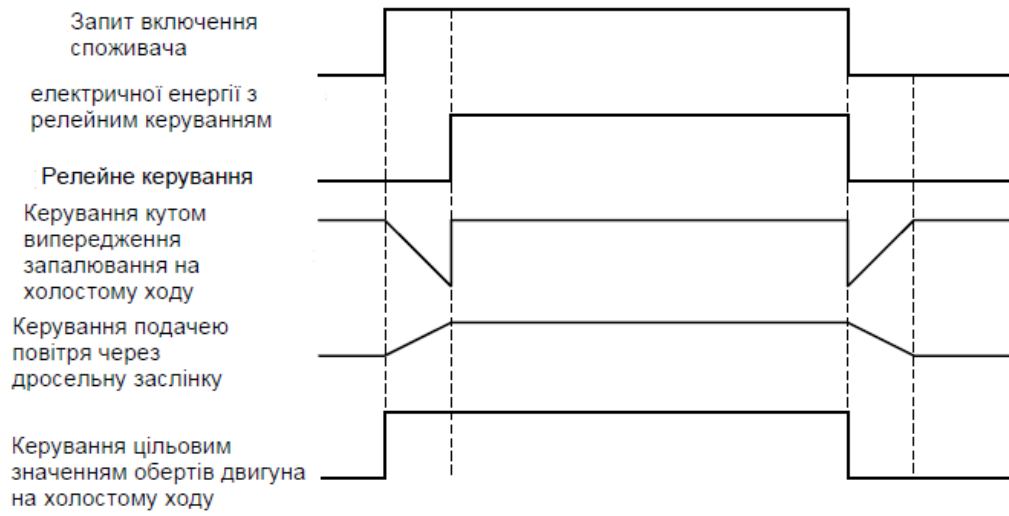 Запит включення
споживача
електричної енергії з
релейним керуванням
Релейне керування
Керування кутом
випередження
запалювання на
холостому ходу
Керування подачею
повітря через
дросельну заслінку
Керування цільовим
значенням обертів двигуна
на холостому ходу